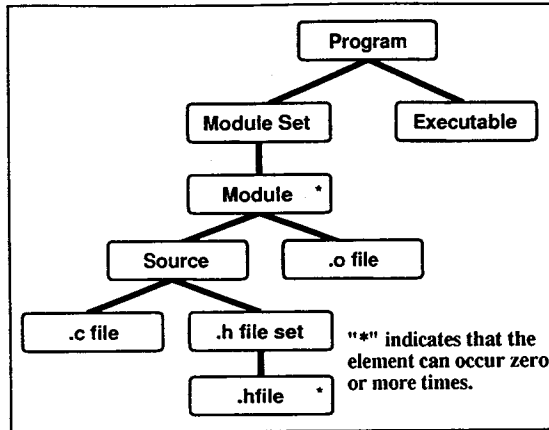 Program
Module Set
Executable
Module *
Source
.o file
.c file
.h file set
.hfile *
"*" indicates that the
element can occur zero
or more times.